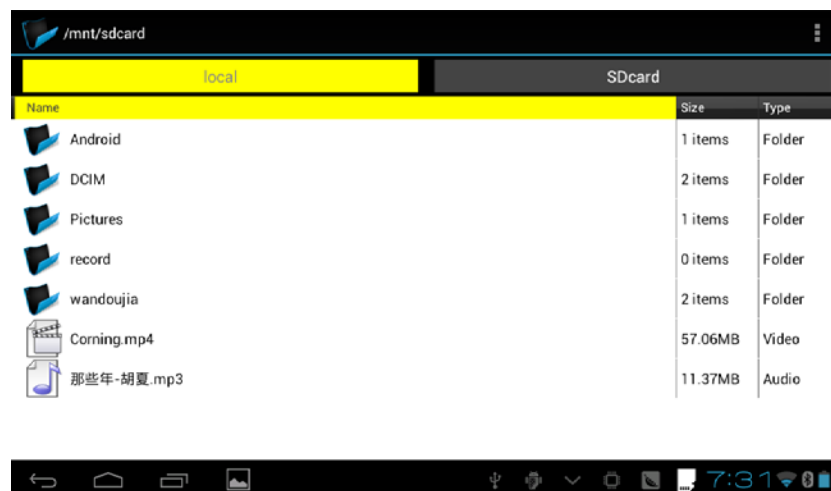 /mnt/sdcard
local SDcard
Name Size Type
Android 1 items Folder
DCIM 2 items Folder
Pictures 1 items Folder
record 0 items Folder
wandoujia 2 items Folder
Corning.mp4 57.06MB Video
那些年-胡夏.mp3 11.37MB Audio
7:31